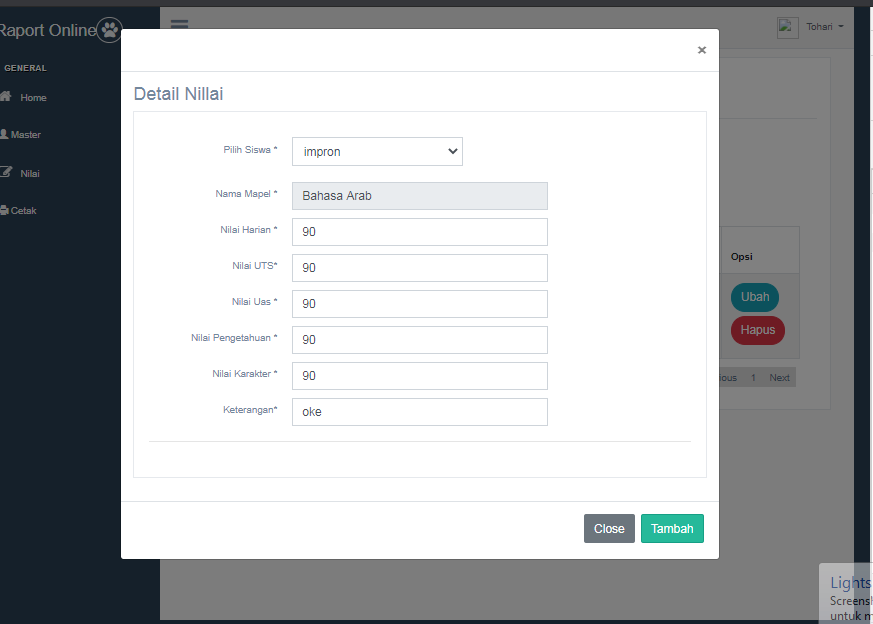 Raport Online
Tohari
×
GENERAL
Home
Master
Nilai
Cetak
Detail Nillai
Pilih Siswa * impron
Nama Mapel * Bahasa Arab
Nilai Harian * 90
Nilai UTS* 90
Nilai Uas * 90
Nilai Pengetahuan * 90
Nilai Karakter * 90
Keterangan* oke
Opsi
Ubah
Hapus
1 Next
Close Tambah
Lights
untuk